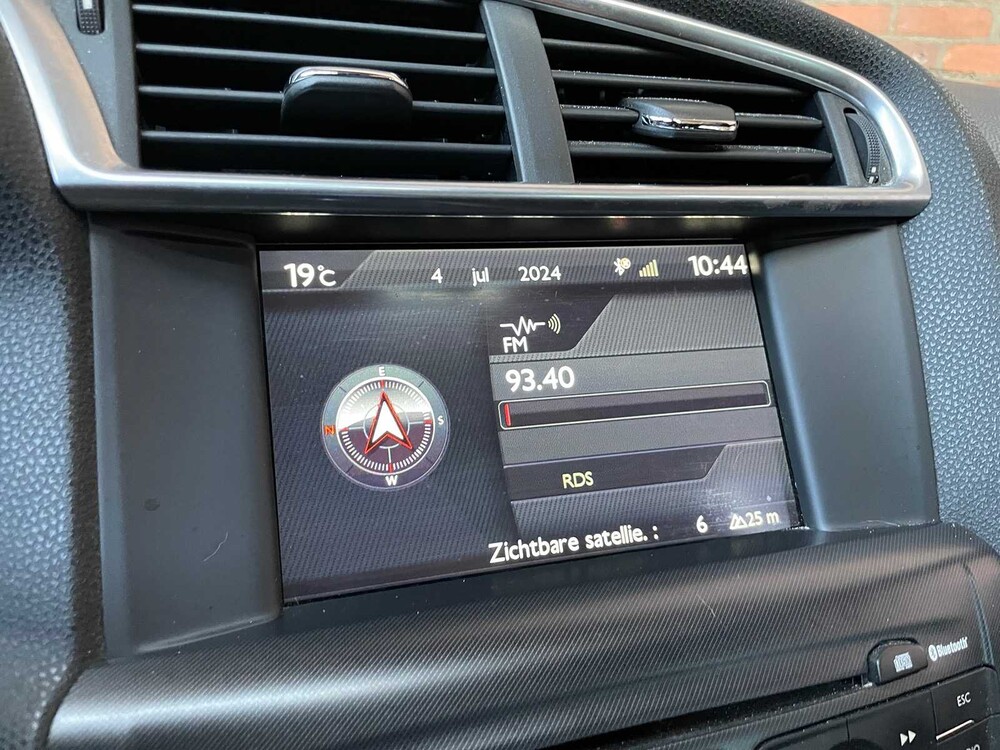 19°C 4 jul 2024 10:44
FM
93.40
E
N S
W
RDS
Zichtbare satellie. : 6 25 m
Bluetooth
ESC